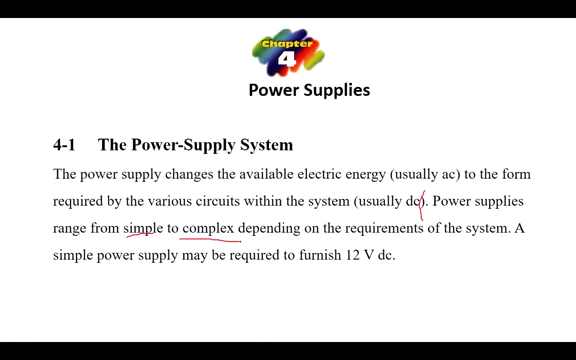 Chapter
4
Power Supplies
4-1 The Power-Supply System
The power supply changes the available electric energy (usually ac) to the form
required by the various circuits within the system (usually dc). Power supplies
range from simple to complex depending on the requirements of the system. A
simple power supply may be required to furnish 12 V dc.